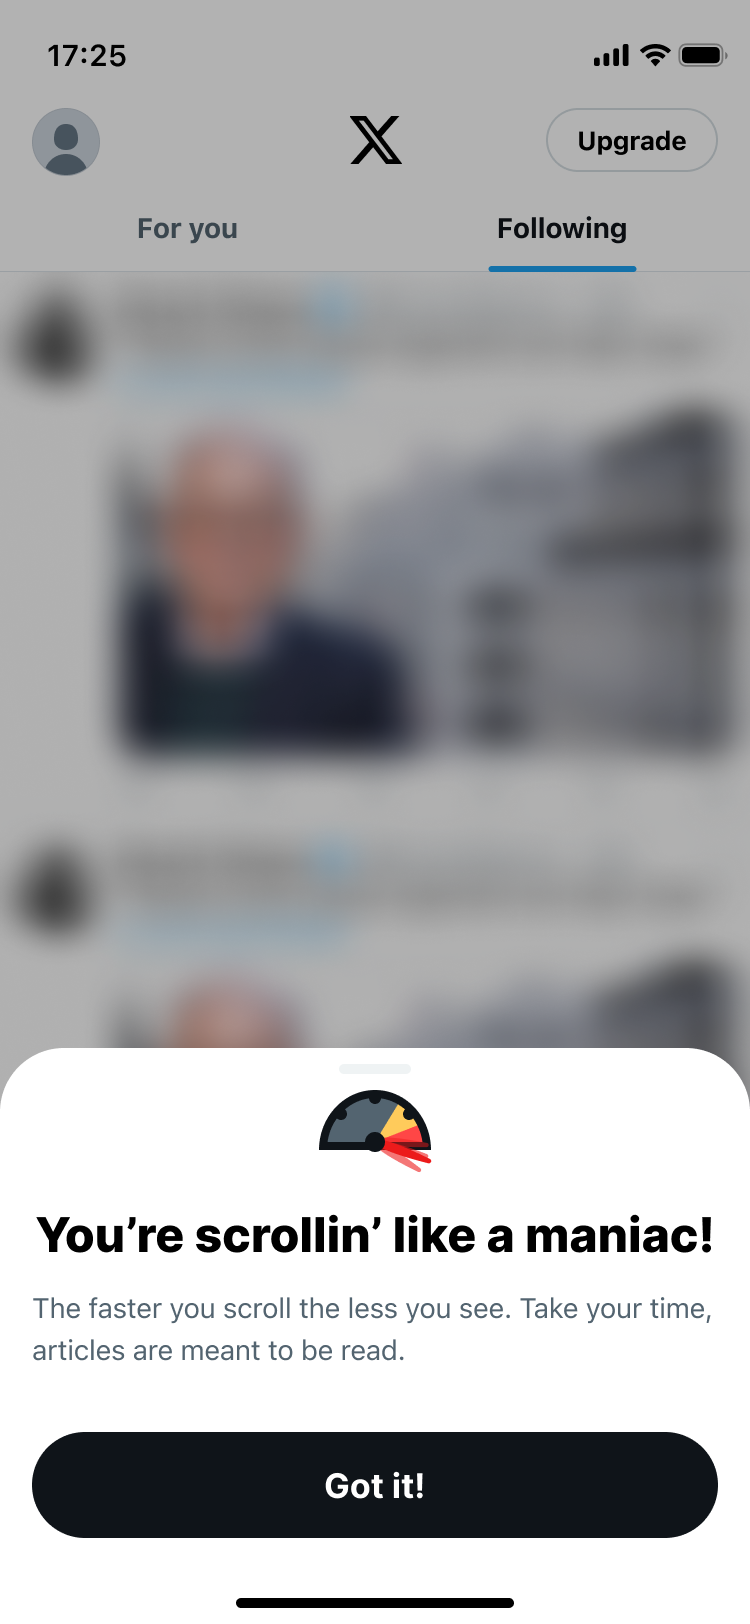 17:25
Upgrade
For you
Following
You’re scrollin’ like a maniac!
The faster you scroll the less you see. Take your time,
articles are meant to be read.
Got it!